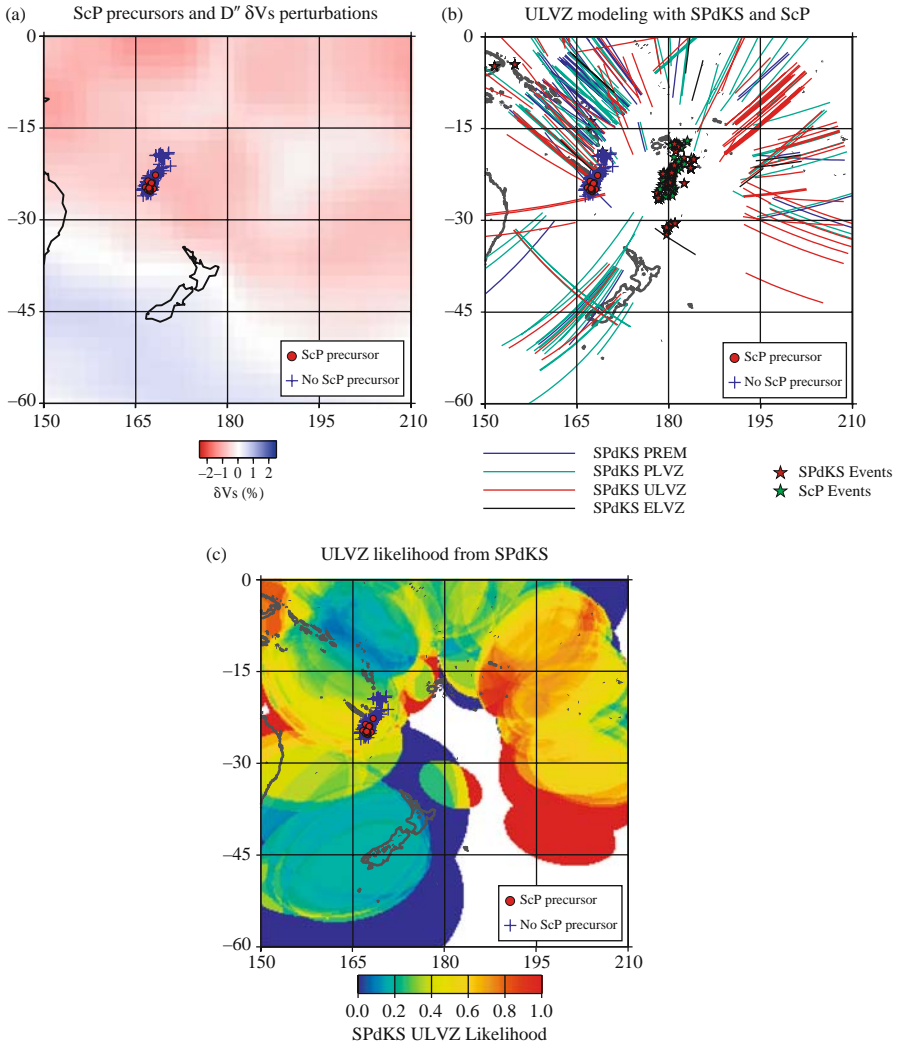 (a) ScP precursors and D″ δVs perturbations
0
−15
−30
−45
−60
150 165 180 195 210
ScP precursor
No ScP precursor
−2 −1 0 1 2
δVs (%)
(b) ULVZ modeling with SPdKS and ScP
0
−15
−30
−45
−60
150 165 180 195 210
ScP precursor
No ScP precursor
SPdKS PREM
SPdKS PLVZ
SPdKS ULVZ
SPdKS ELVZ
SPdKS Events
ScP Events
(c) ULVZ likelihood from SPdKS
0
−15
−30
−45
−60
150 165 180 195 210
ScP precursor
No ScP precursor
0.0 0.2 0.4 0.6 0.8 1.0
SPdKS ULVZ Likelihood